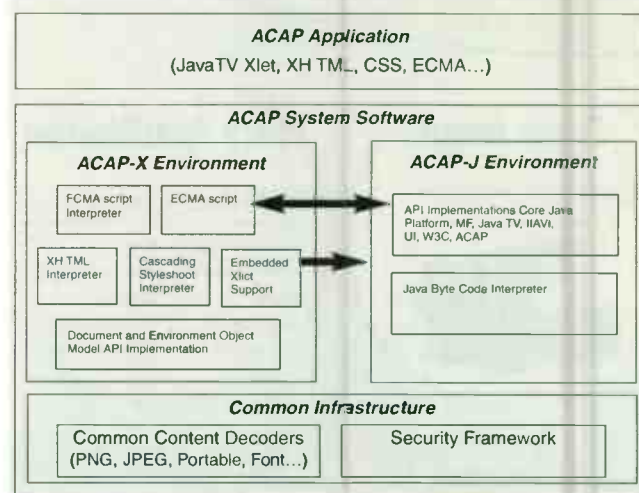 ACAP Application
(JavaTV Xlet, XH TML, CSS, ECMA...)
ACAP System Software
ACAP-X Environment
FCMA script
Interpreter
ECMA script
XH TML
Interpreter
Cascading
Styleshoot
Interpreter
Embedded
Xlict
Support
Document and Environment Object
Model API Implementation
ACAP-J Environment
API Implementations Core Java
Platform, MF, Java TV, IIAVi,
UI, W3C, ACAP
Java Byte Code Interpreter
Common Infrastructure
Common Content Decoders
(PNG, JPEG, Portable, Font...)
Security Framework